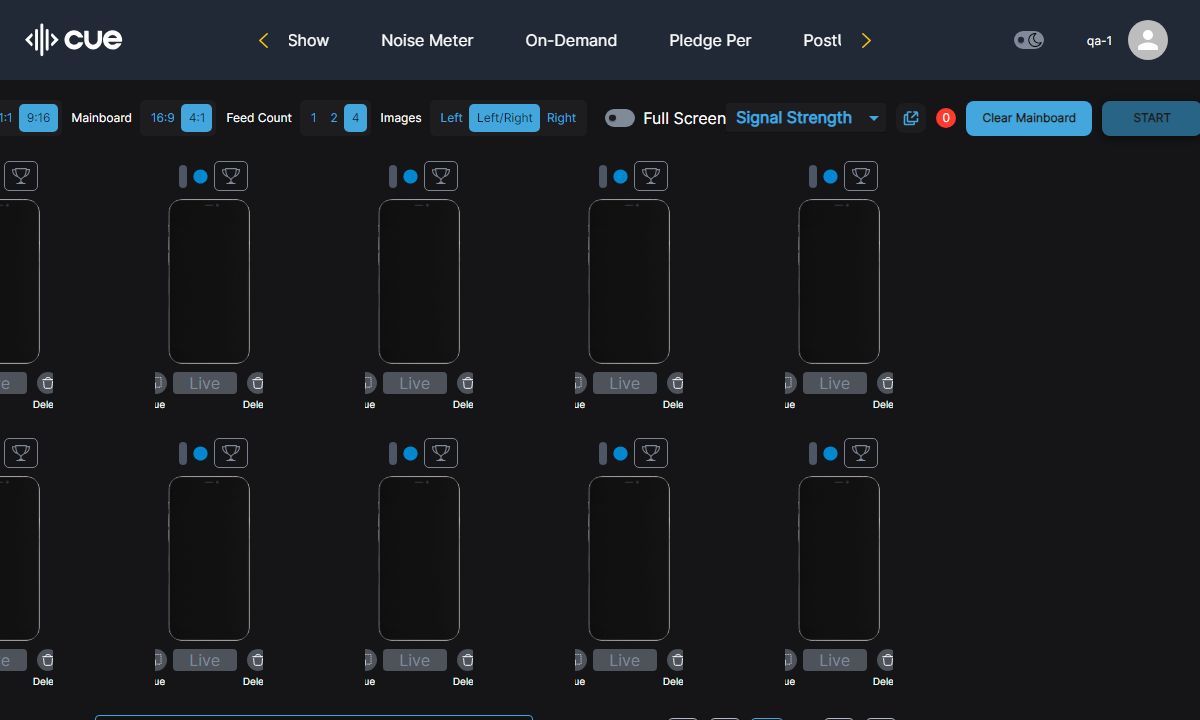 cue
Show Noise Meter On-Demand Pledge Per Post qa-1
1:1 9:16 Mainboard 16:9 4:1 Feed Count 1 2 4 Images Left Left/Right Right Full Screen Signal Strength 0 Clear Mainboard START
e Live Live Live Live
Dele ue Dele ue Dele ue Dele ue Dele
e Live Live Live Live
Dele ue Dele ue Dele ue Dele ue Dele